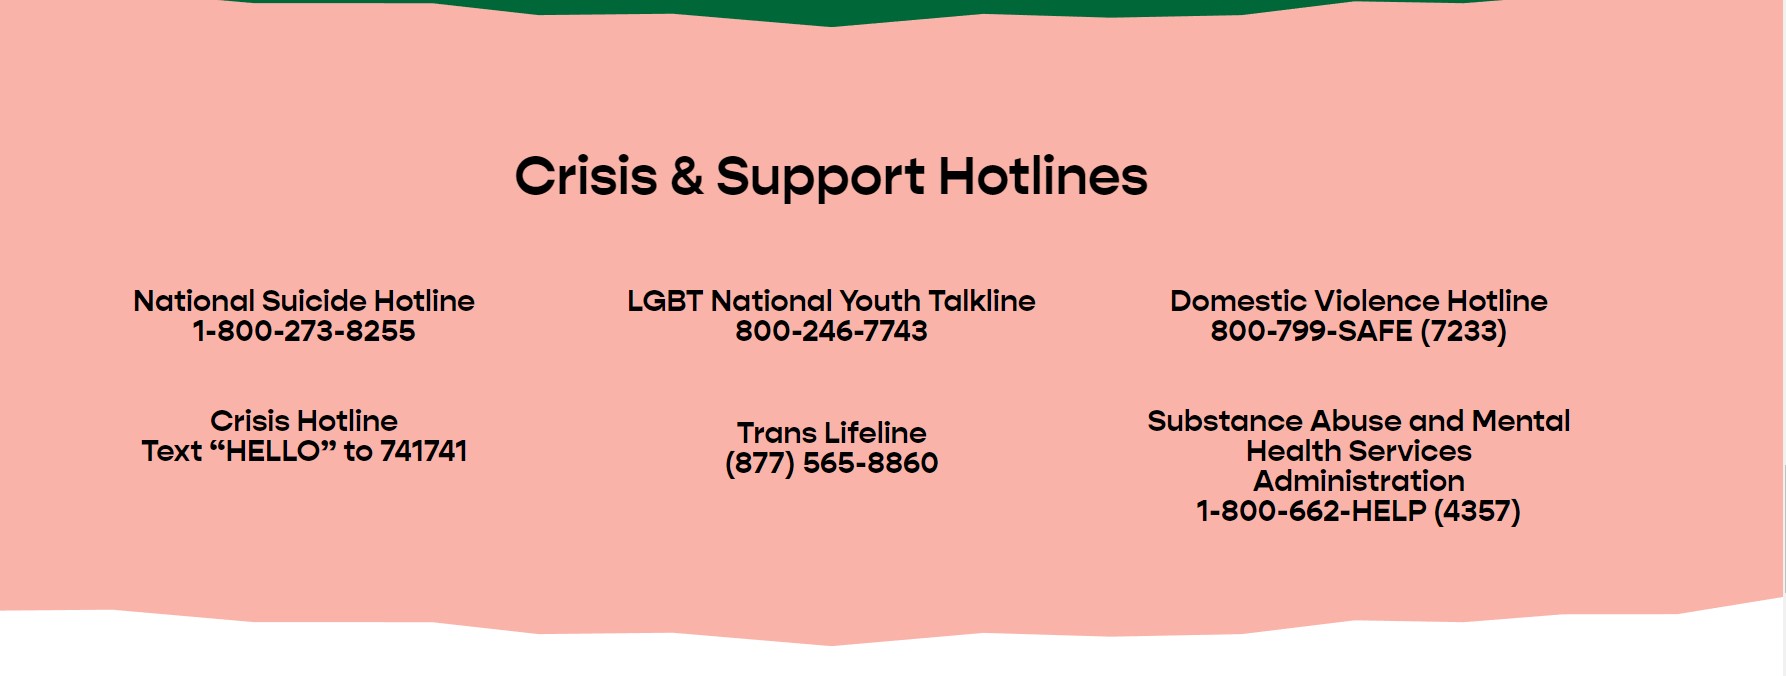 Crisis & Support Hotlines
National Suicide Hotline
1-800-273-8255
LGBT National Youth Talkline
800-246-7743
Domestic Violence Hotline
800-799-SAFE (7233)
Crisis Hotline
Text “HELLO” to 741741
Trans Lifeline
(877) 565-8860
Substance Abuse and Mental
Health Services
Administration
1-800-662-HELP (4357)